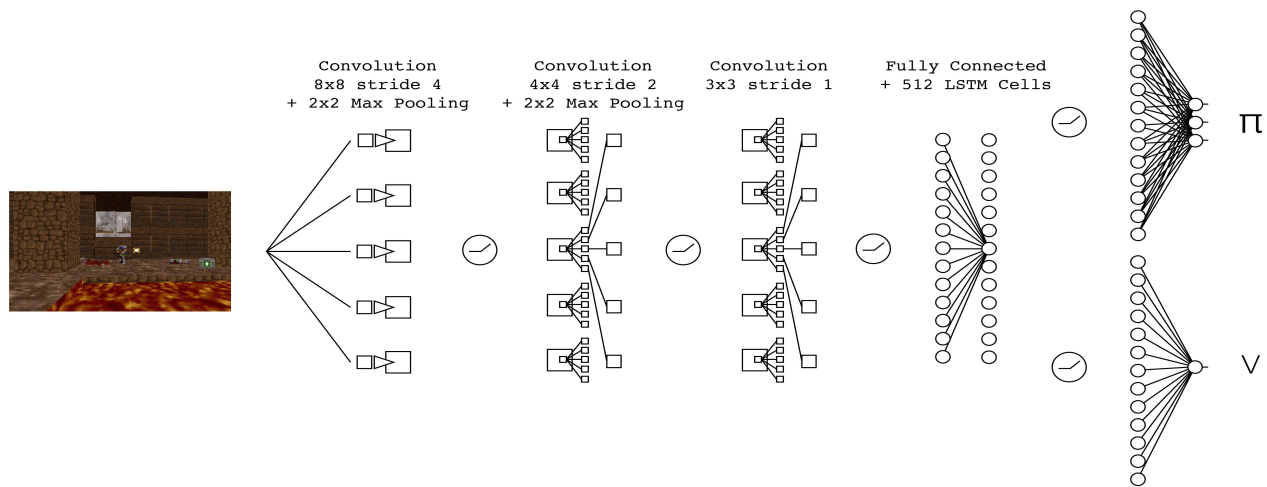 Convolution
8x8 stride 4
+ 2x2 Max Pooling
Convolution
4x4 stride 2
+ 2x2 Max Pooling
Convolution
3x3 stride 1
Fully Connected
+ 512 LSTM Cells
π
V